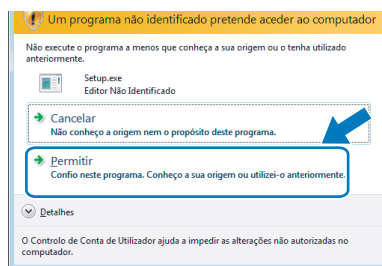 Um programa não identificado pretende aceder ao computador
Não execute o programa a menos que conheça a sua origem ou o tenha utilizado
anteriormente.
Setup.exe
Editor Não Identificado
Cancelar
Não conheço a origem nem o propósito deste programa.
Permitir
Confio neste programa. Conheço a sua origem ou utilizei-o anteriormente.
Detalhes
O Controlo de Conta de Utilizador ajuda a impedir as alterações não autorizadas no
computador.